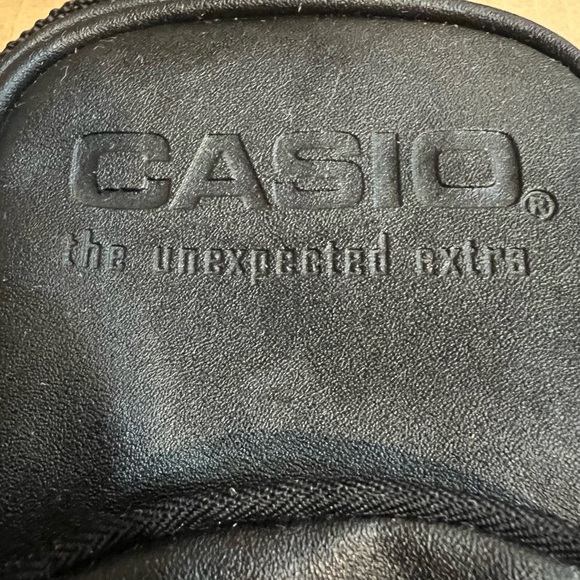 CASIO®
the unexpected extra